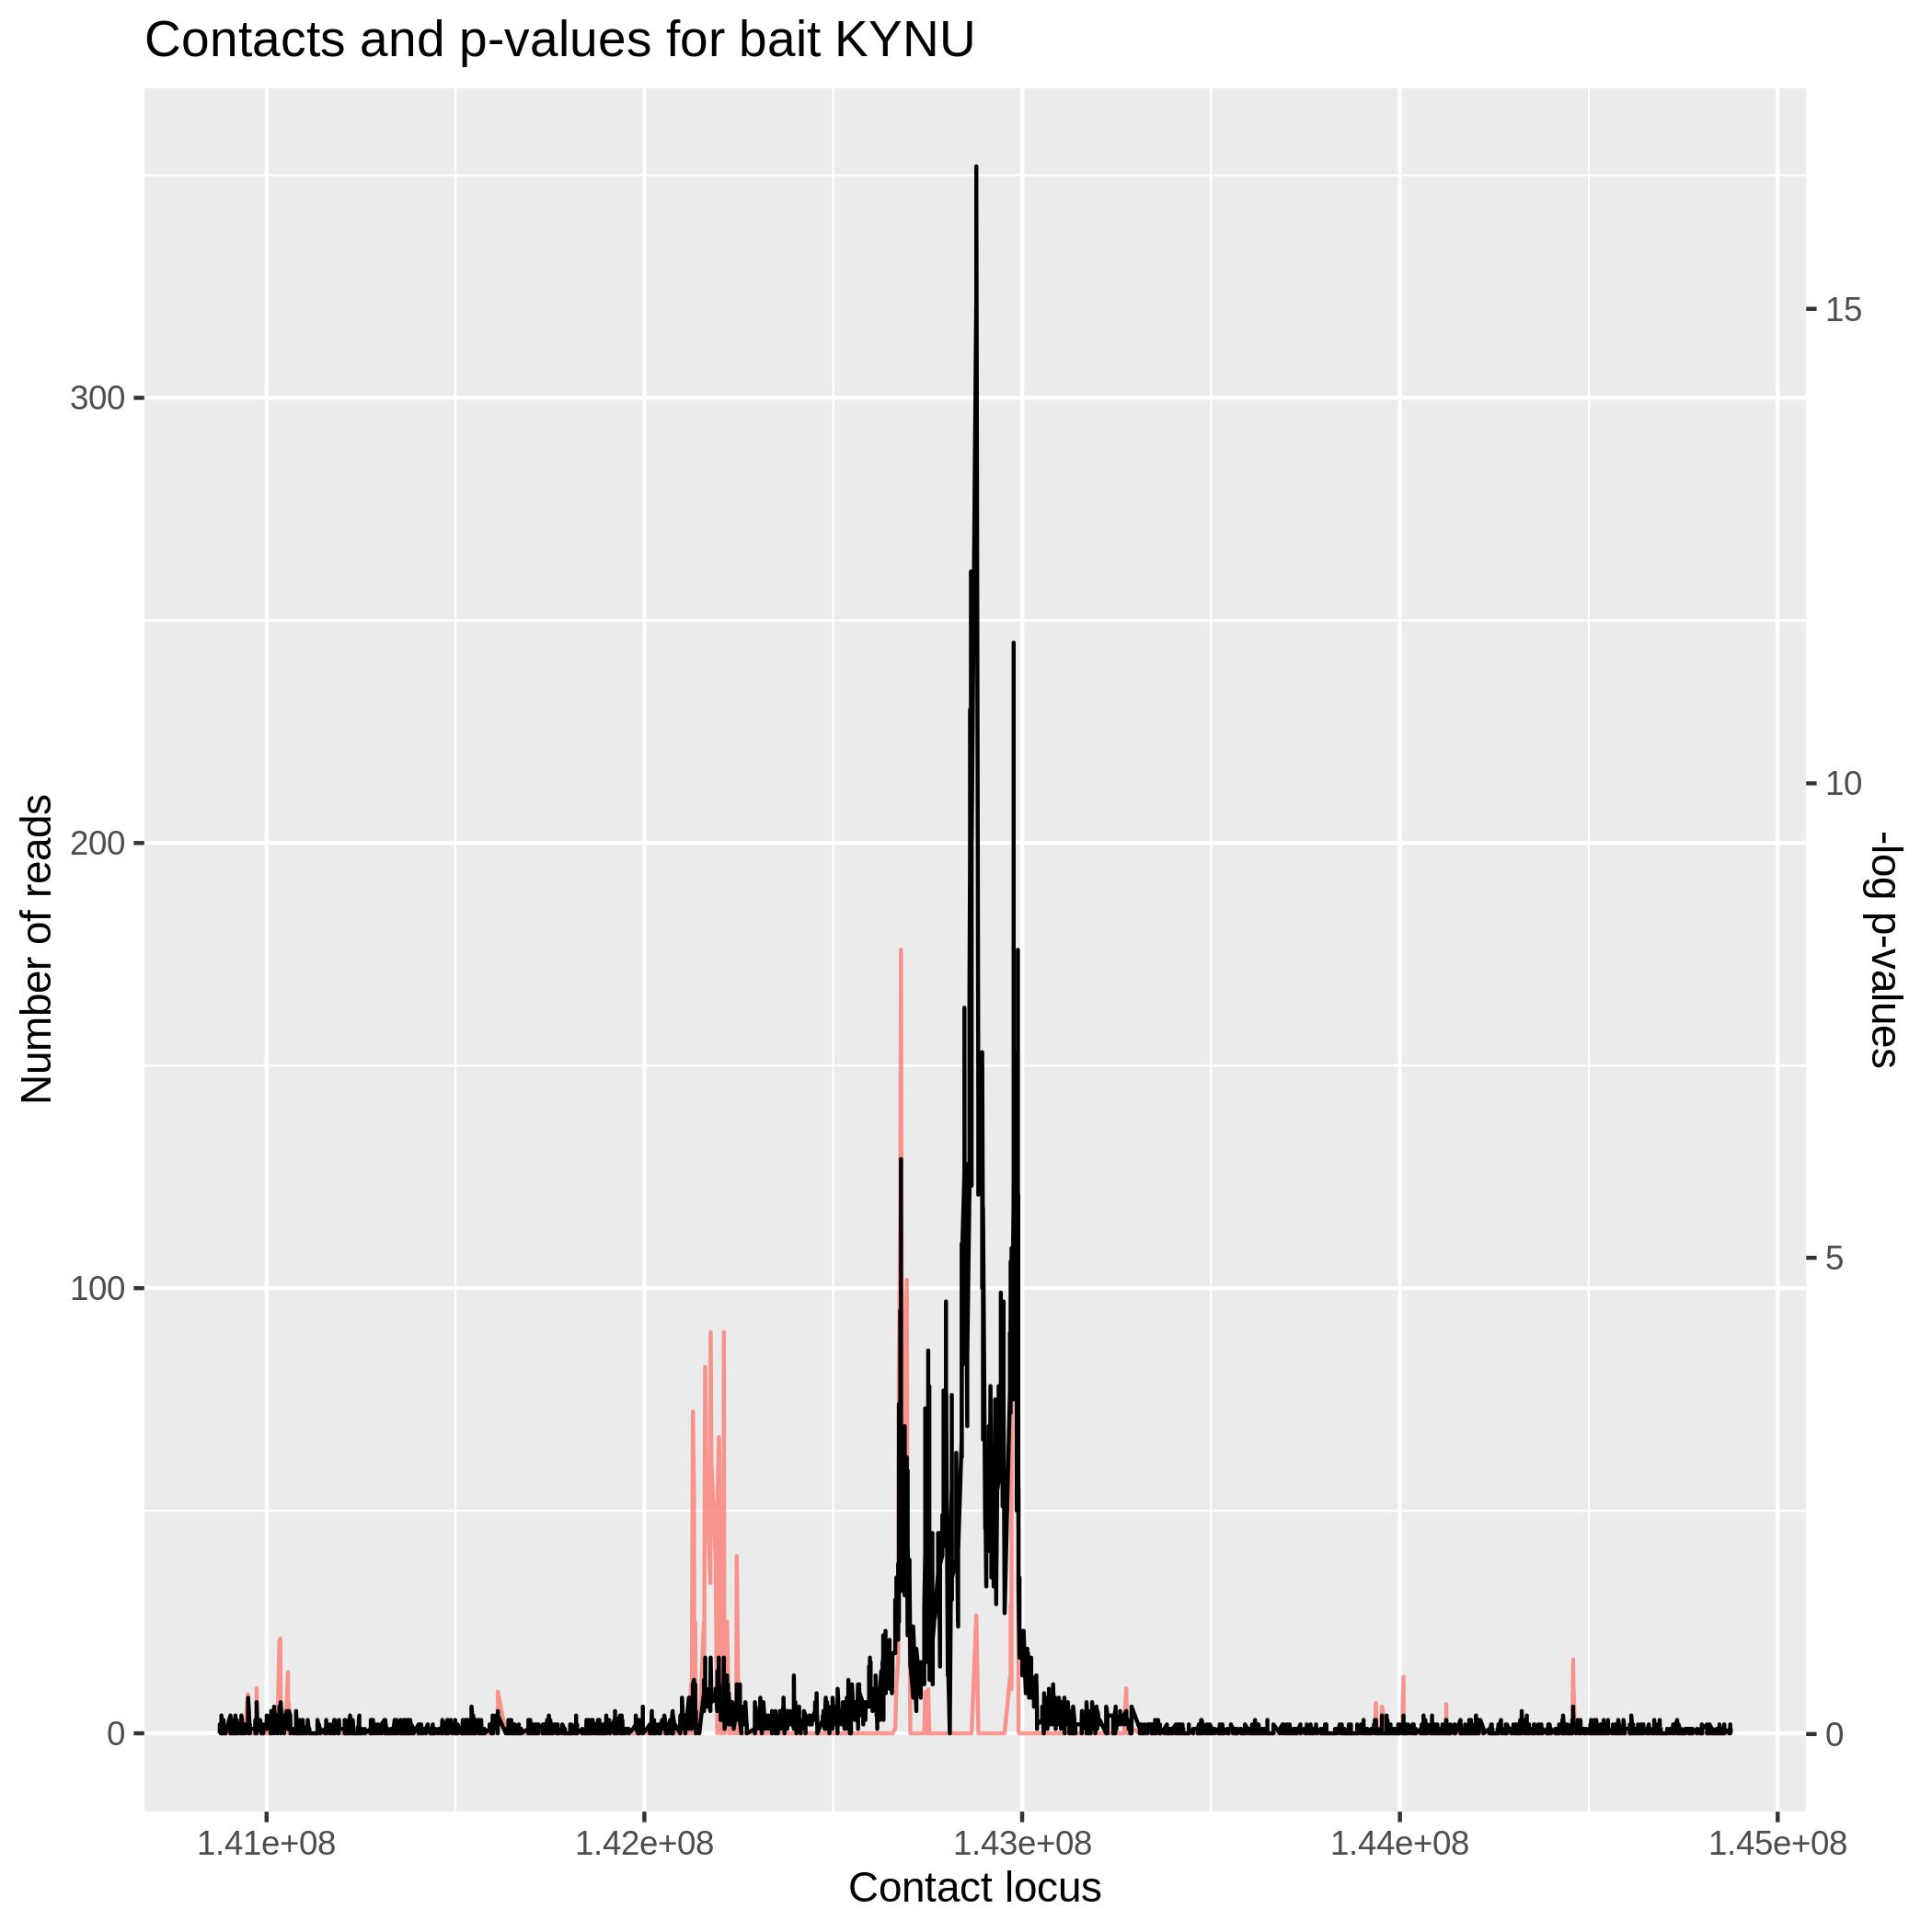 Contacts and p-values for bait KYNU
Number of reads
300
200
100
0
15
10
5
0
-log p-values
1.41e+08
1.42e+08
1.43e+08
1.44e+08
1.45e+08
Contact locus